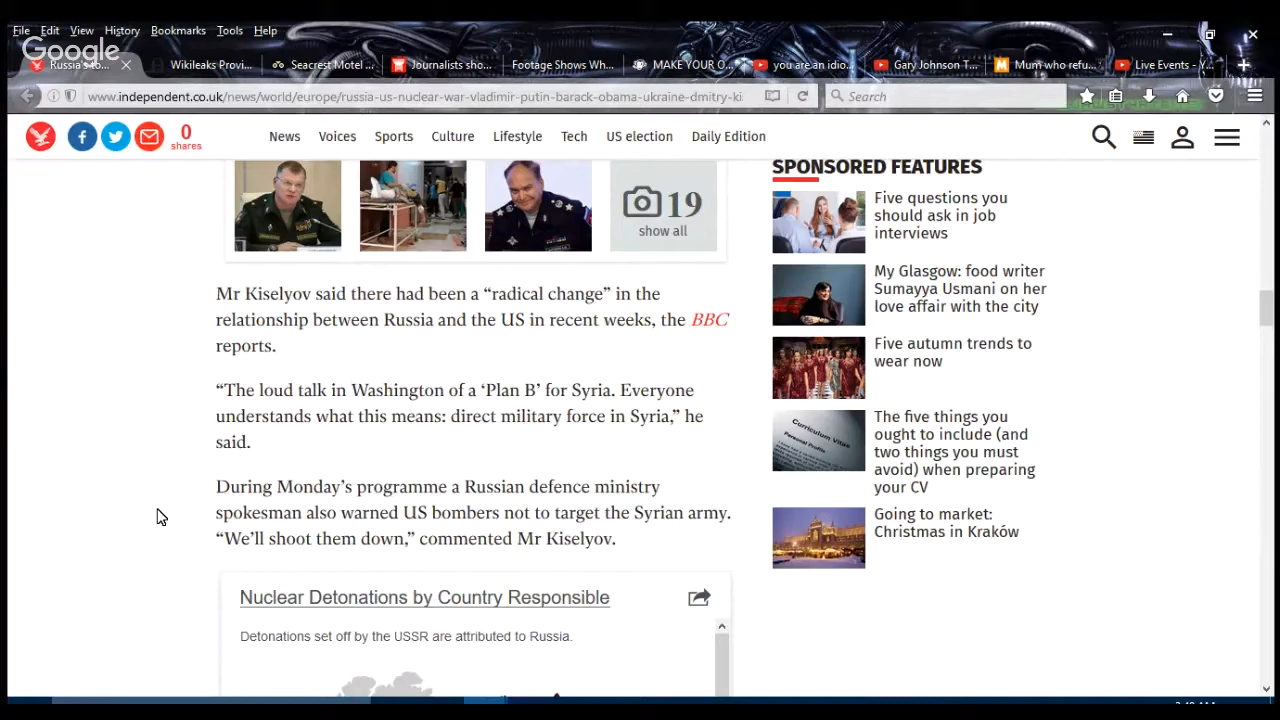 File Edit View History Bookmarks Tools Help
Google
Russia's to...
Wikileaks Provi...
Seacrest Motel ...
Journalists sho...
Footage Shows Wh...
MAKE YOUR O...
you are an idio...
Gary Johnson T...
Mum who refu...
Live Events - Y...
www.independent.co.uk/news/world/europe/russia-us-nuclear-war-vladimir-putin-barack-obama-ukraine-dmitry-ki
Search
0
shares
News Voices Sports Culture Lifestyle Tech US election Daily Edition
19
show all
Mr Kiselyov said there had been a “radical change” in the
relationship between Russia and the US in recent weeks, the BBC
reports.
“The loud talk in Washington of a ‘Plan B’ for Syria. Everyone
understands what this means: direct military force in Syria,” he
said.
During Monday’s programme a Russian defence ministry
spokesman also warned US bombers not to target the Syrian army.
“We’ll shoot them down,” commented Mr Kiselyov.
Nuclear Detonations by Country Responsible
Detonations set off by the USSR are attributed to Russia.
SPONSORED FEATURES
Five questions you
should ask in job
interviews
My Glasgow: food writer
Sumayya Usmani on her
love affair with the city
Five autumn trends to
wear now
Curriculum Vitae
Personal Profile
The five things you
ought to include (and
two things you must
avoid) when preparing
your CV
Going to market:
Christmas in Kraków